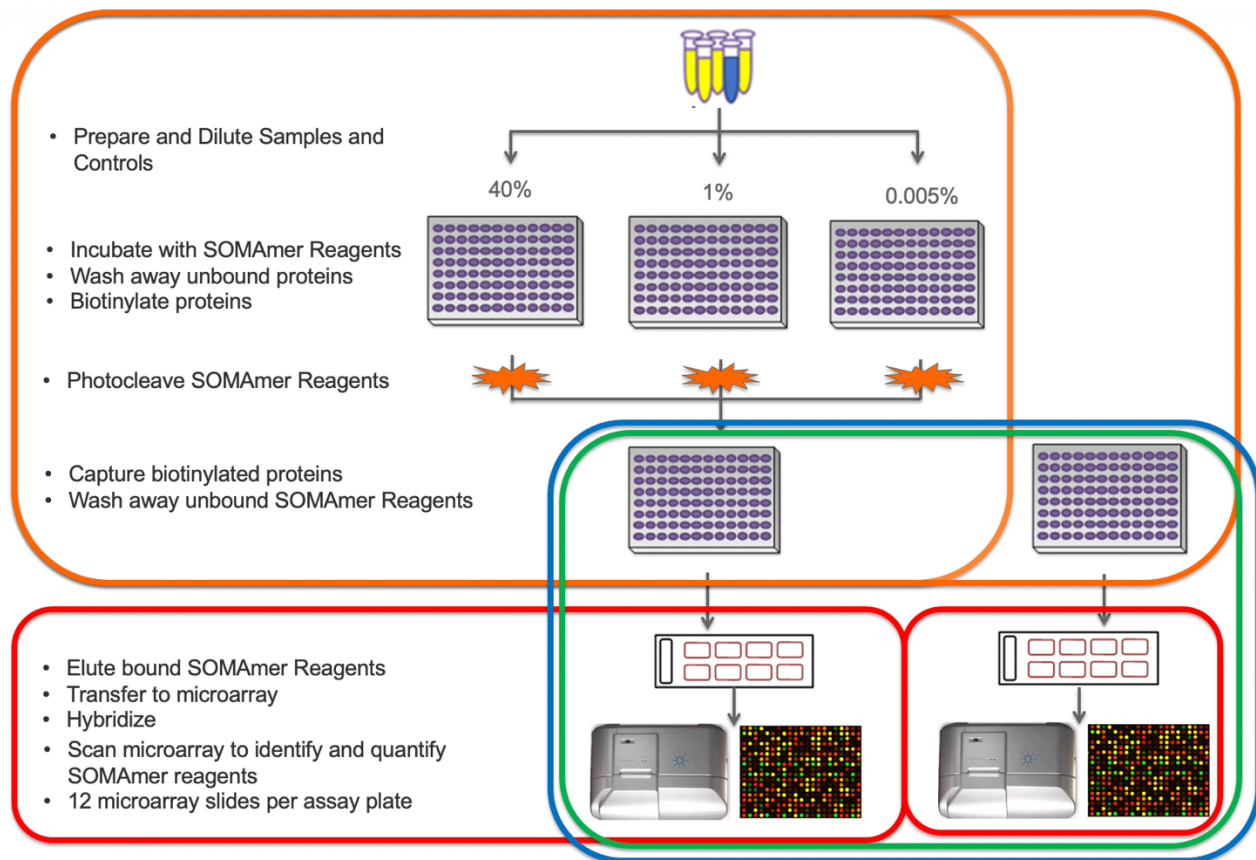 • Prepare and Dilute Samples and
Controls
40%
1%
0.005%
• Incubate with SOMAmer Reagents
• Wash away unbound proteins
• Biotinylate proteins
• Photocleave SOMAmer Reagents
• Capture biotinylated proteins
• Wash away unbound SOMAmer Reagents
• Elute bound SOMAmer Reagents
• Transfer to microarray
• Hybridize
• Scan microarray to identify and quantify
SOMAmer reagents
• 12 microarray slides per assay plate